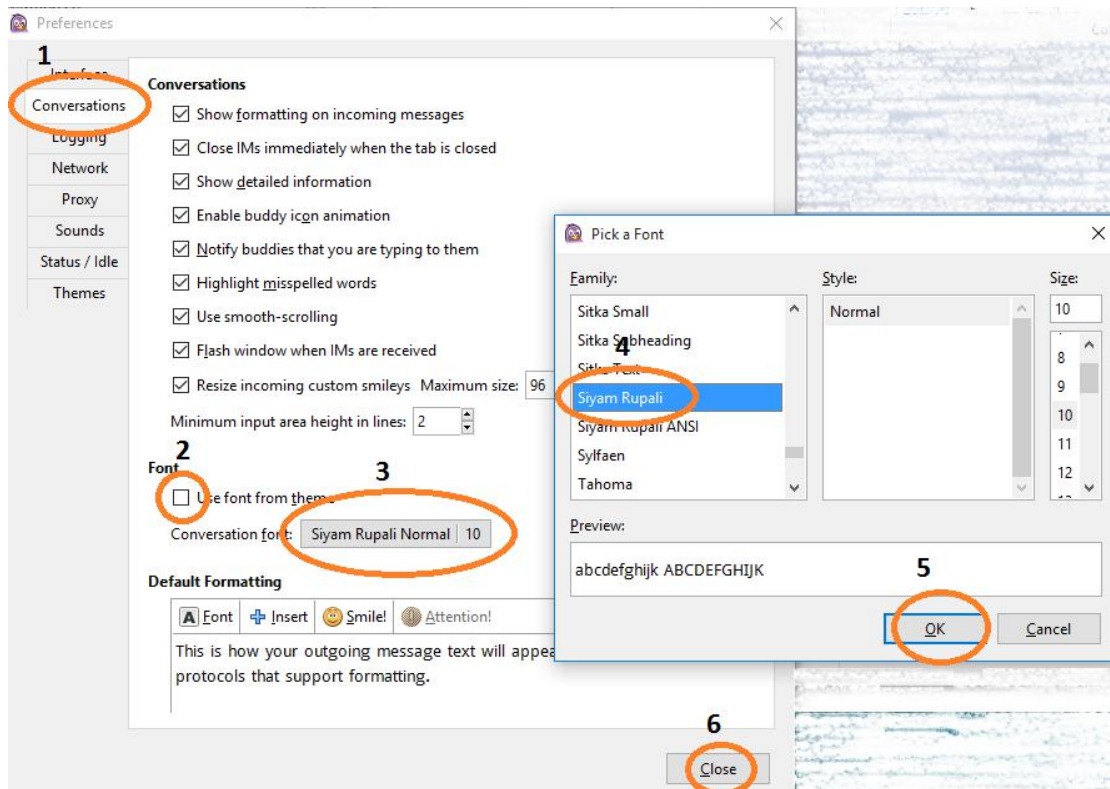 Preferences
1
Interface
Conversations
Logging
Network
Proxy
Sounds
Status / Idle
Themes
Conversations
Show formatting on incoming messages
Close IMs immediately when the tab is closed
Show detailed information
Enable buddy icon animation
Notify buddies that you are typing to them
Highlight misspelled words
Use smooth-scrolling
Flash window when IMs are received
Resize incoming custom smileys Maximum size: 96
Minimum input area height in lines: 2
2
Font
3
Use font from theme
Conversation font: Siyam Rupali Normal 10
Default Formatting
Font Insert Smile! Attention!
This is how your outgoing message text will appea
protocols that support formatting.
6
Close
Pick a Font
Family: Style: Size:
Sitka Small
Sitka Subheading
4
Sitka Text
Siyam Rupali
Siyam Rupali ANSI
Sylfaen
Tahoma
Normal
10
8
9
10
11
12
Preview:
abcdefghijk ABCDEFGHIJK
5
OK Cancel